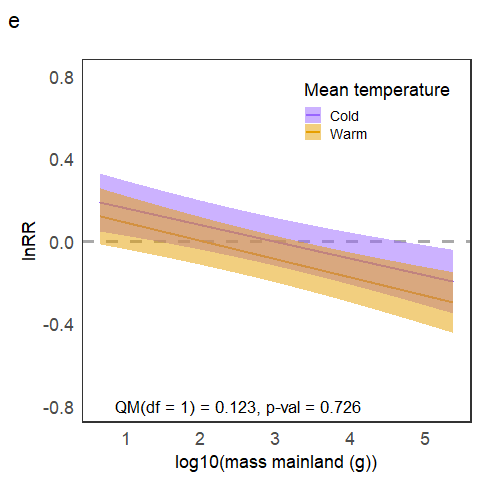 e
Mean temperature
Cold
Warm
0.8
0.4
0.0
-0.4
-0.8
lnRR
QM(df = 1) = 0.123, p-val = 0.726
1 2 3 4 5
log10(mass mainland (g))